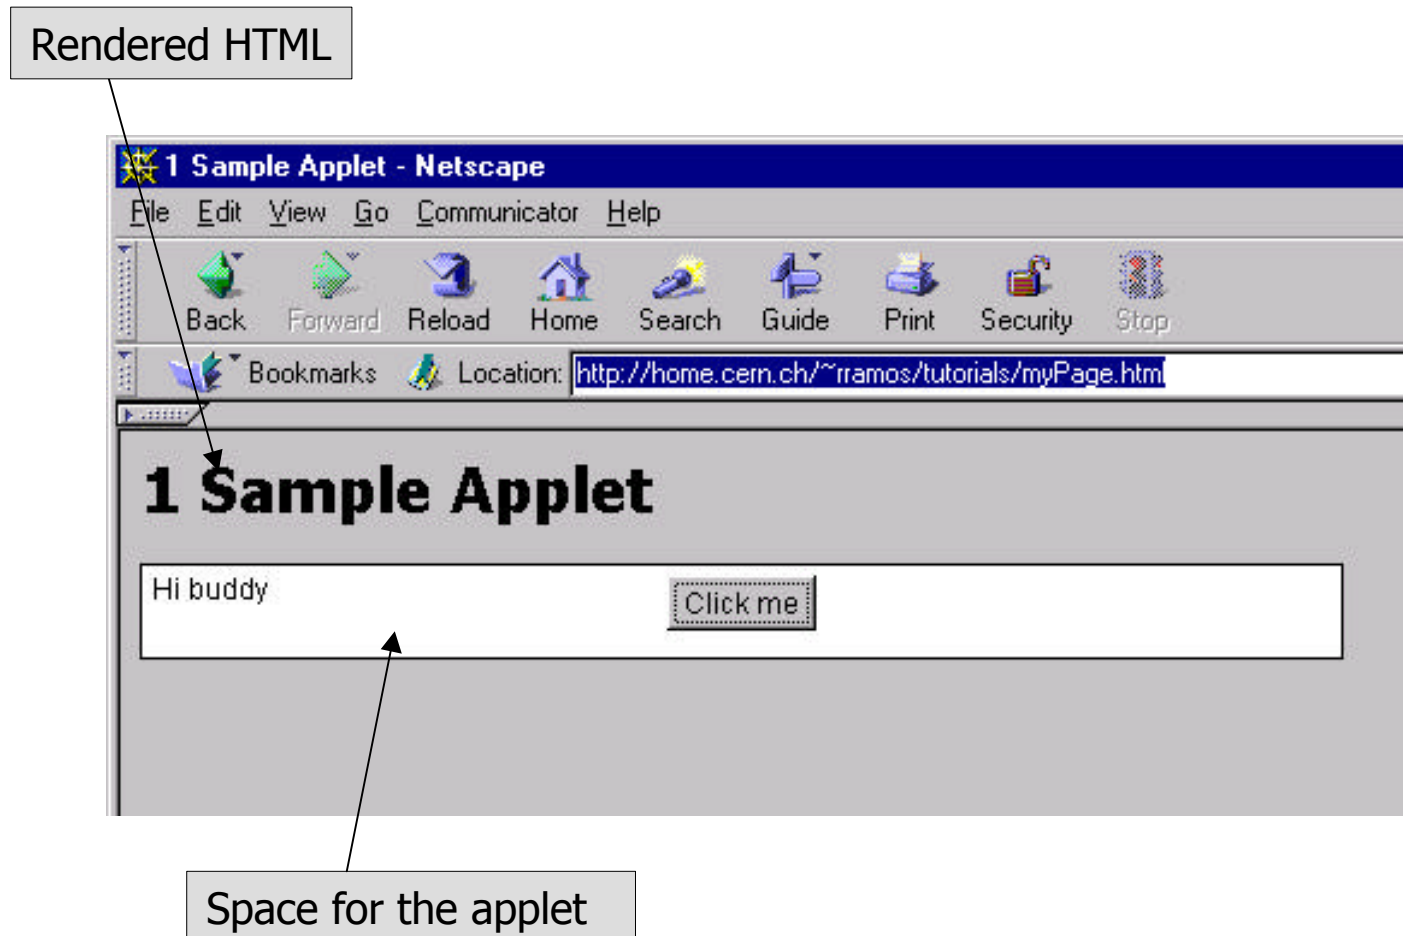 Rendered HTML
1 Sample Applet - Netscape
File Edit View Go Communicator Help
Back Forward Reload Home Search Guide Print Security Stop
Bookmarks Location: http://home.cern.ch/~rramos/tutorials/myPage.html
1 Sample Applet
Hi buddy Click me
Space for the applet